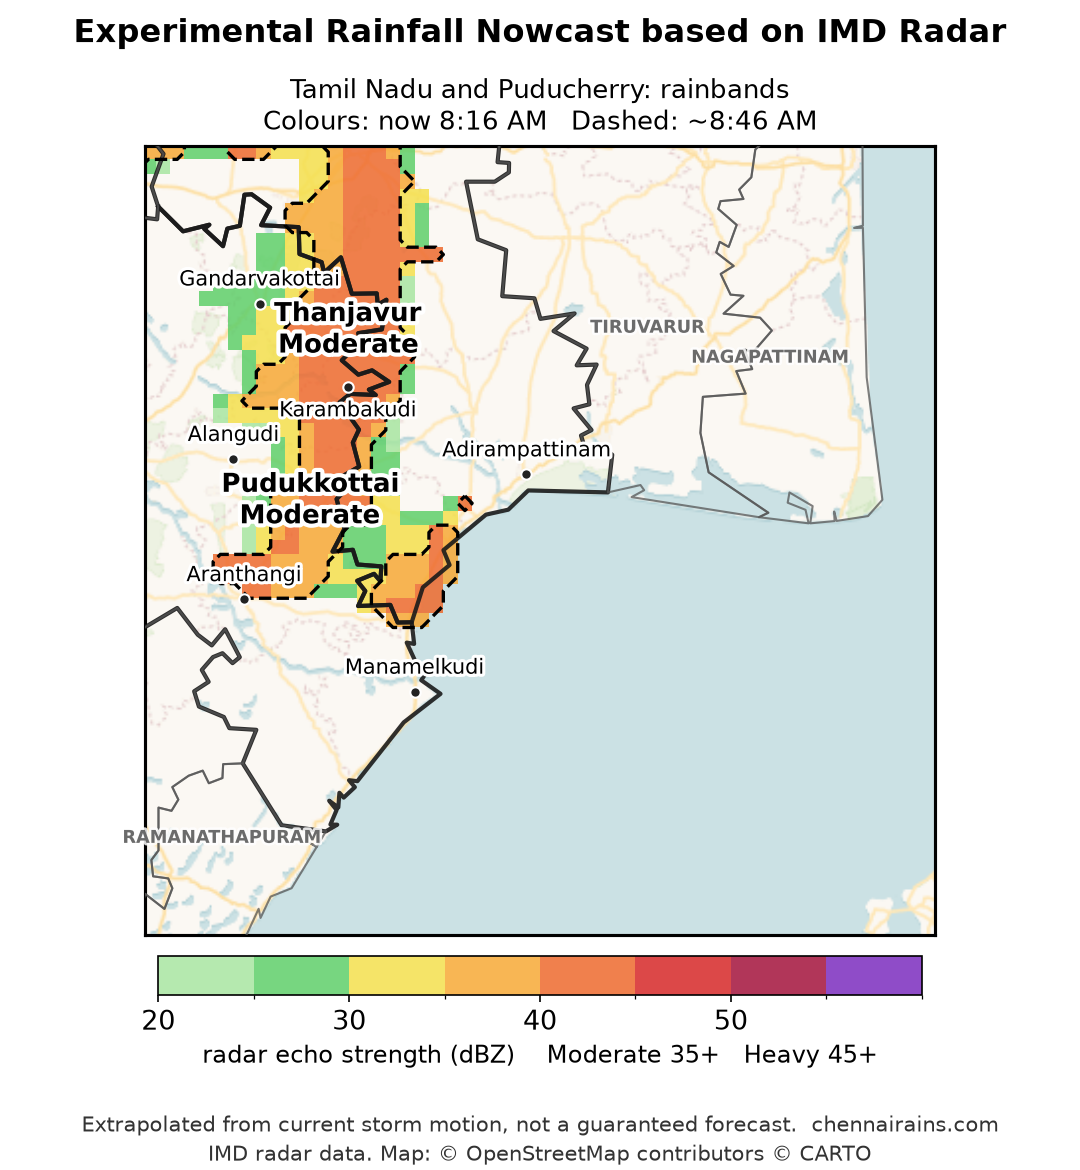 Experimental Rainfall Nowcast based on IMD Radar
Tamil Nadu and Puducherry: rainbands
Colours: now 8:16 AM   Dashed: ~8:46 AM
Gandarvakottai
Thanjavur
Moderate
TIRUVARUR
NAGAPATTINAM
Karambakudi
Alangudi
Adirampattinam
Pudukkottai
Moderate
Aranthangi
Manamelkudi
RAMANATHAPURAM
20 30 40 50
radar echo strength (dBZ)   Moderate 35+   Heavy 45+
Extrapolated from current storm motion, not a guaranteed forecast.  chennairains.com
IMD radar data. Map: © OpenStreetMap contributors © CARTO